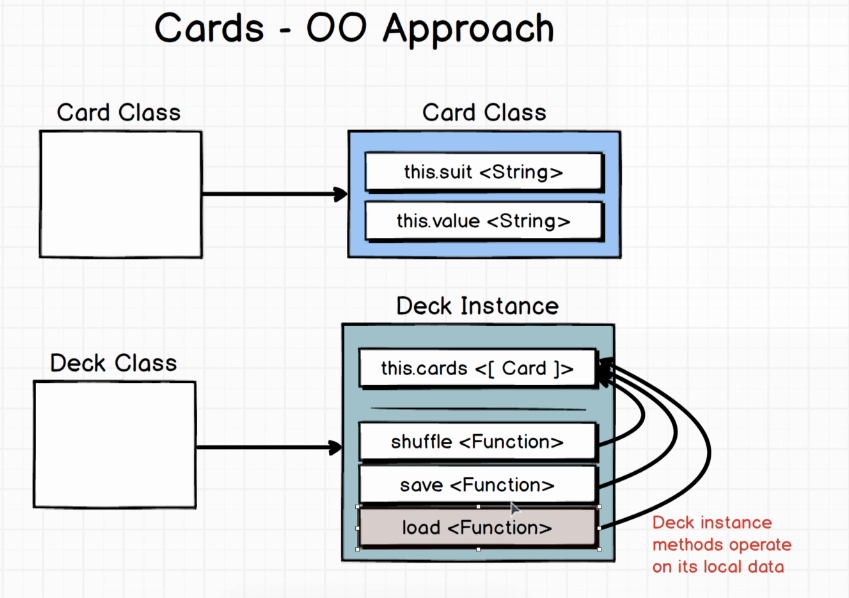 Cards - OO Approach
Card Class
Card Class
this.suit <String>
this.value <String>
Deck Instance
Deck Class
this.cards <[ Card ]>
shuffle <Function>
save <Function>
load <Function>
Deck instance
methods operate
on its local data